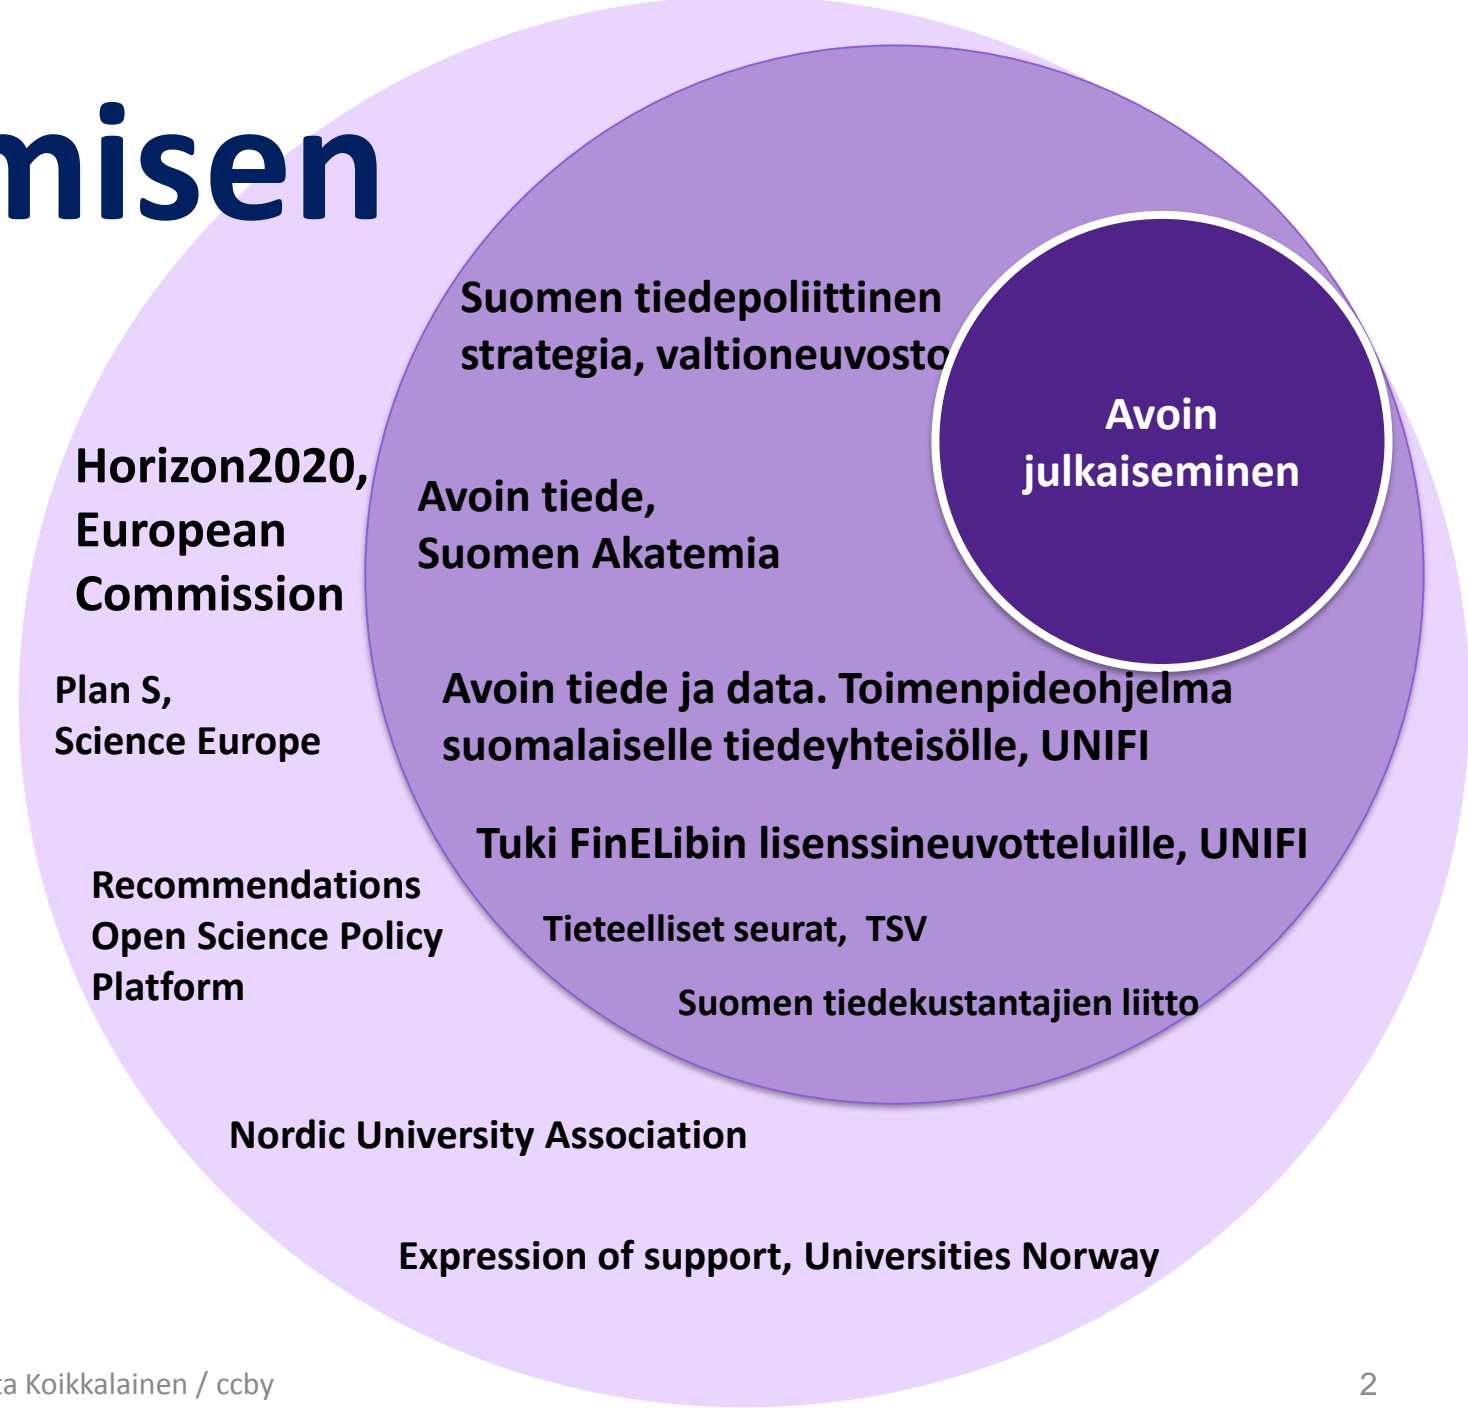 misen
Suomen tiedepoliittinen
strategia, valtioneuvosto
Avoin
julkaiseminen
Horizon2020,
European
Commission
Avoin tiede,
Suomen Akatemia
Plan S,
Science Europe
Avoin tiede ja data. Toimenpideohjelma
suomalaiselle tiedeyhteisölle, UNIFI
Tuki FinELibin lisenssineuvotteluille, UNIFI
Recommendations
Open Science Policy
Platform
Tieteelliset seurat, TSV
Suomen tiedekustantajien liitto
Nordic University Association
Expression of support, Universities Norway
ta Koikkalainen / ccby
2